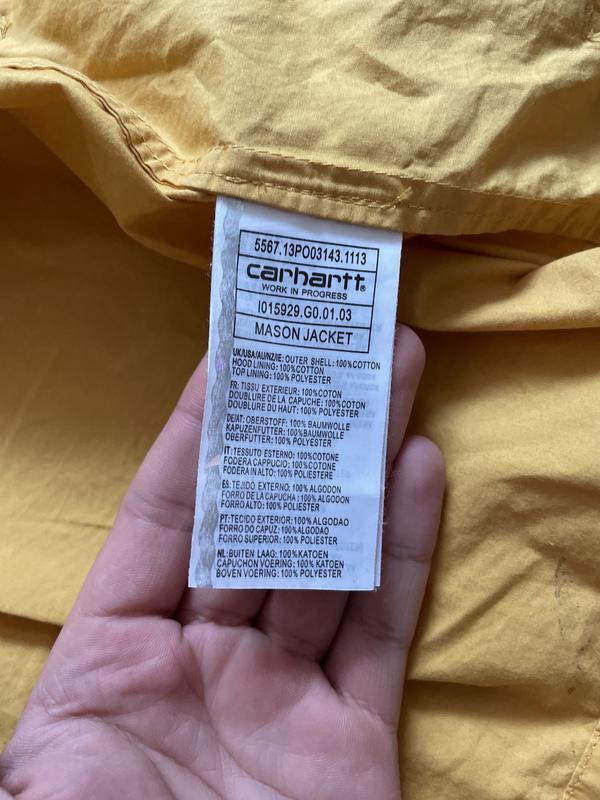 5567.13PO03143.1113
carhartt®
WORK IN PROGRESS
I015929.G0.01.03
MASON JACKET
UK/USA/AU/NZ/IE: OUTER SHELL: 100%COTTON
HOOD LINING: 100%COTTON
TOP LINING: 100% POLYESTER
FR: TISSU EXTERIEUR: 100%COTON
DOUBLURE DE LA CAPUCHE: 100%COTON
DOUBLURE DU HAUT: 100% POLYESTER
DE/AT: OBERSTOFF: 100% BAUMWOLLE
KAPUZENFUTTER: 100%BAUMWOLLE
OBERFUTTER: 100% POLYESTER
IT: TESSUTO ESTERNO: 100%COTONE
FODERA CAPPUCIO: 100%COTONE
FODERA IN ALTO: 100% POLIESTERE
ES: TEJIDO EXTERNO: 100% ALGODON
FORRO DE LA CAPUCHA: 100% ALGODON
FORRO ALTO: 100% POLIESTER
PT: TECIDO EXTERIOR: 100%ALGODAO
FORRO DO CAPUZ: 100%ALGODAO
FORRO SUPERIOR: 100% POLIESTER
NL: BUITEN LAAG: 100%KATOEN
CAPUCHON VOERING: 100% KATOEN
BOVEN VOERING: 100% POLYESTER